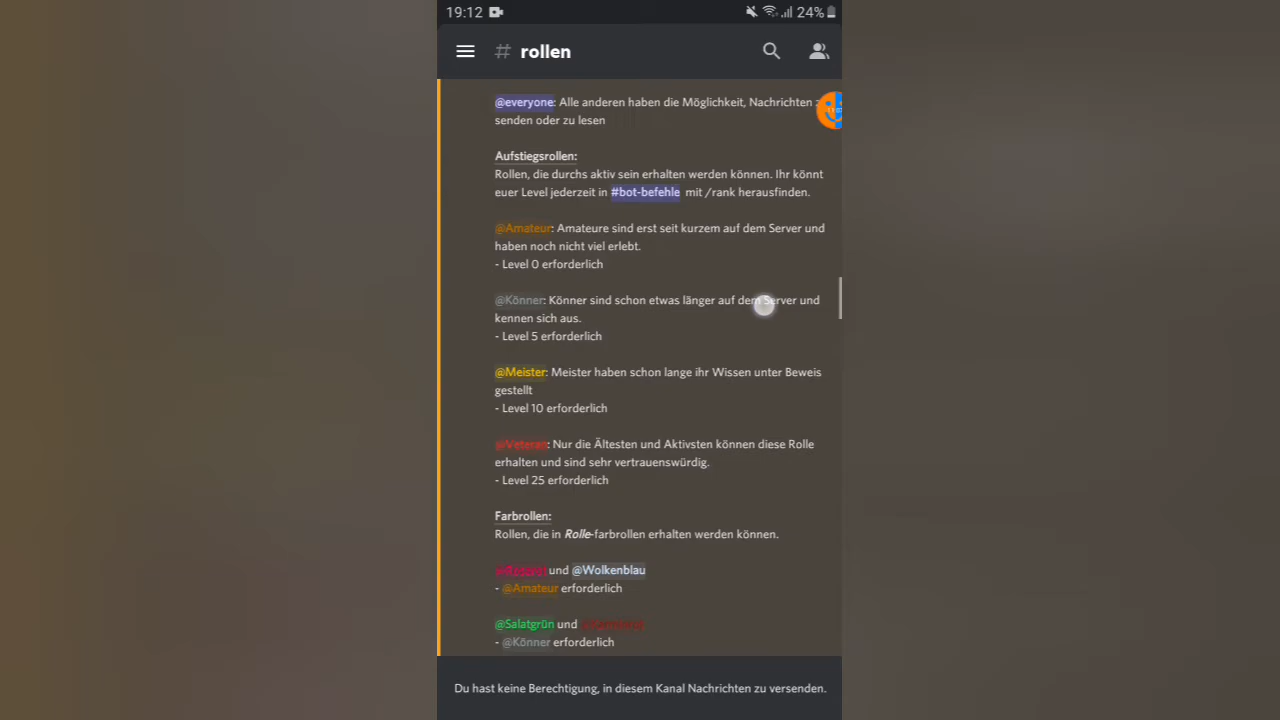 19:12 24%
# rollen
@everyone: Alle anderen haben die Möglichkeit, Nachrichten z
senden oder zu lesen
Aufstiegsrollen:
Rollen, die durchs aktiv sein erhalten werden können. Ihr könnt
euer Level jederzeit in #bot-befehle mit /rank herausfinden.
@Amateur: Amateure sind erst seit kurzem auf dem Server und
haben noch nicht viel erlebt.
- Level 0 erforderlich
@Könner: Könner sind schon etwas länger auf dem Server und
kennen sich aus.
- Level 5 erforderlich
@Meister: Meister haben schon lange ihr Wissen unter Beweis
gestellt
- Level 10 erforderlich
@Veteran: Nur die Ältesten und Aktivsten können diese Rolle
erhalten und sind sehr vertrauenswürdig.
- Level 25 erforderlich
Farbrollen:
Rollen, die in Rolle-farbrollen erhalten werden können.
und @Wolkenblau
- @Amateur erforderlich
@Salatgrün und
- @Könner erforderlich
Du hast keine Berechtigung, in diesem Kanal Nachrichten zu versenden.